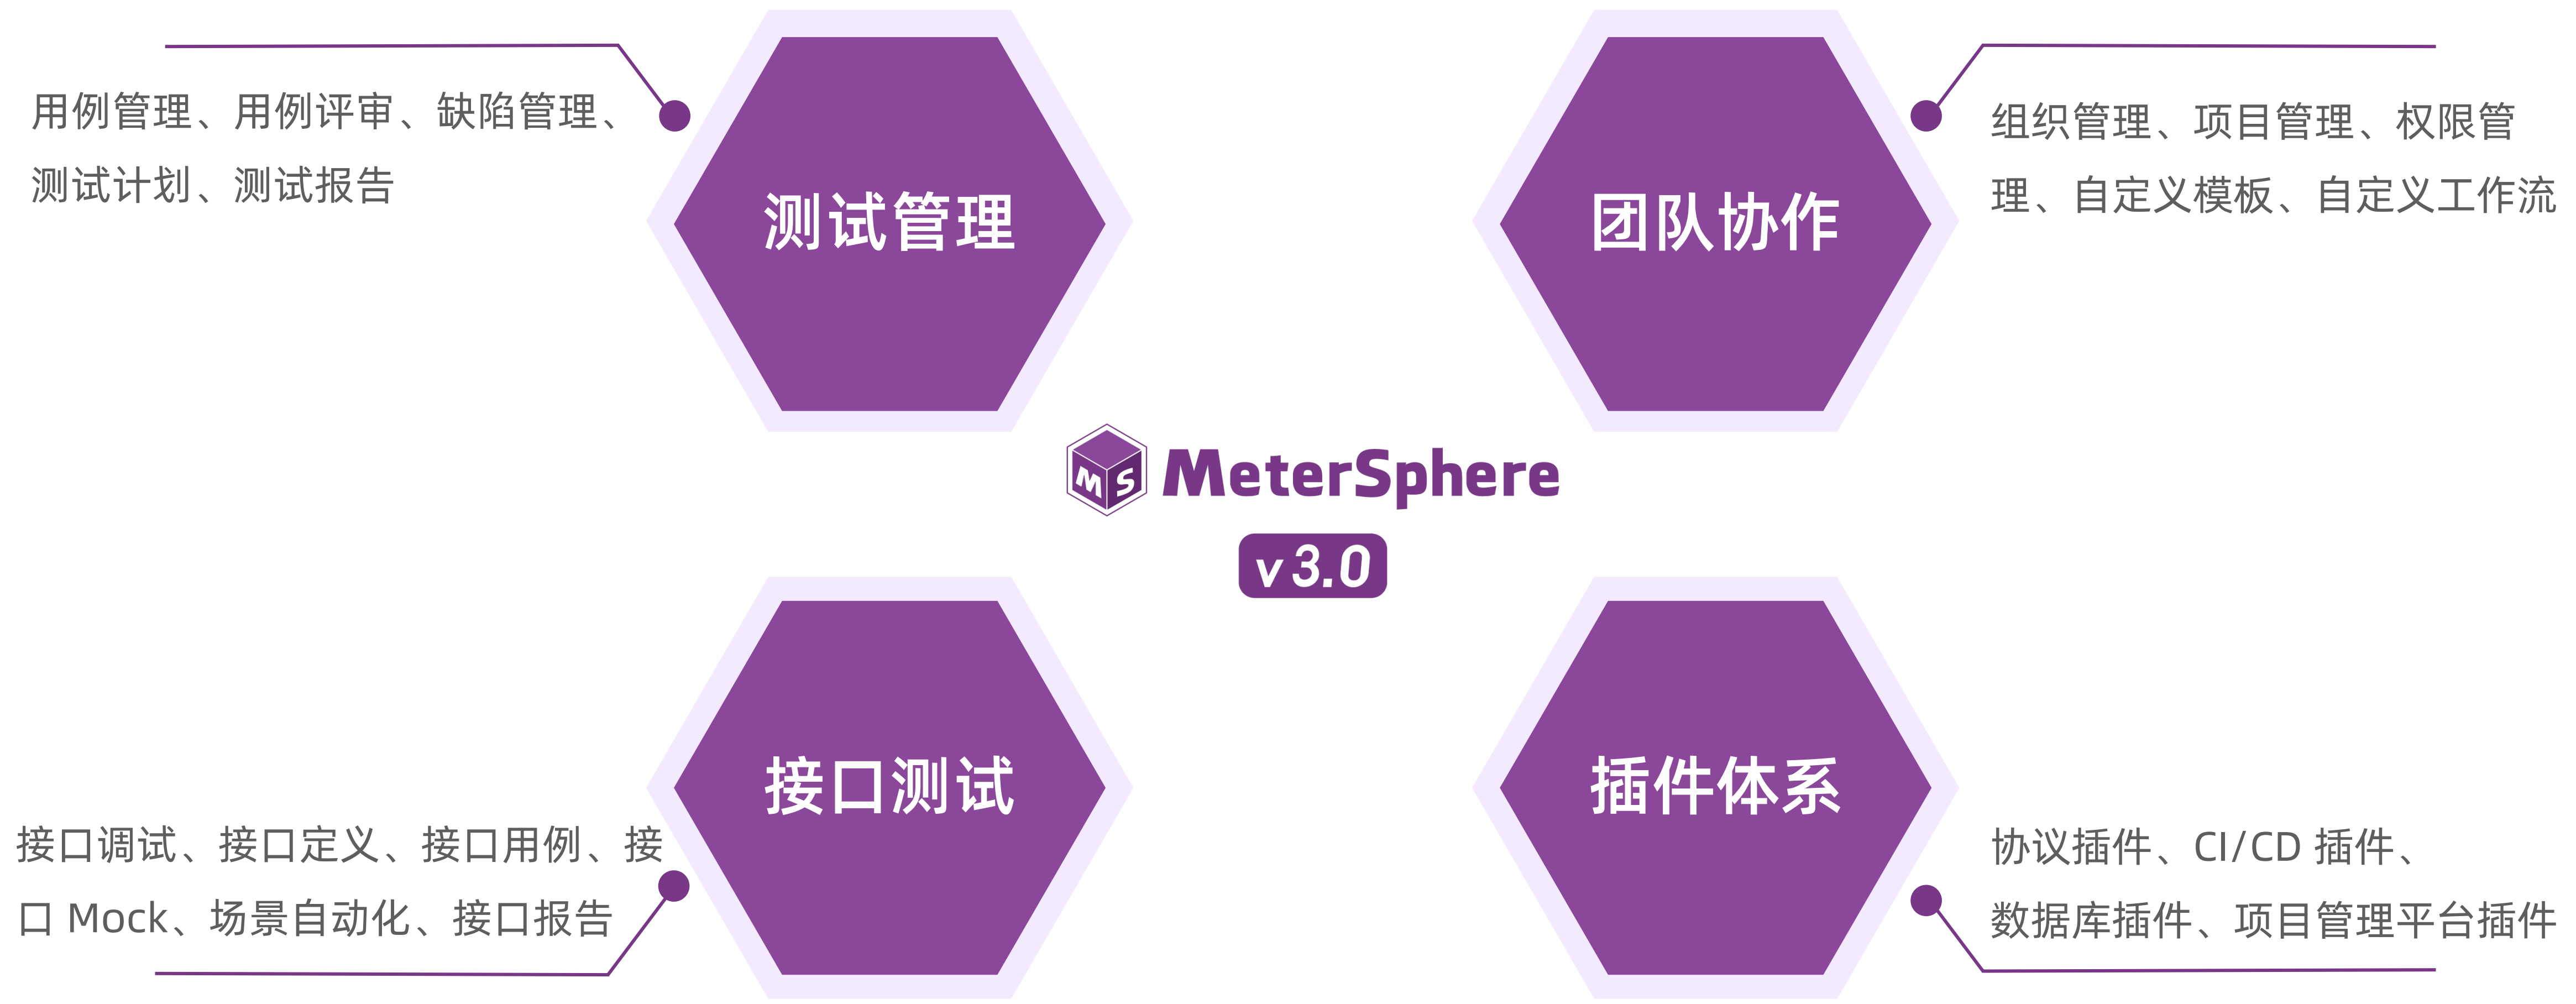 用例管理、用例评审、缺陷管理、
测试计划、测试报告
测试管理
团队协作
组织管理、项目管理、权限管
理、自定义模板、自定义工作流
MS MeterSphere
v 3.0
接口调试、接口定义、接口用例、接
口 Mock、场景自动化、接口报告
接口测试
插件体系
协议插件、CI/CD 插件、
数据库插件、项目管理平台插件